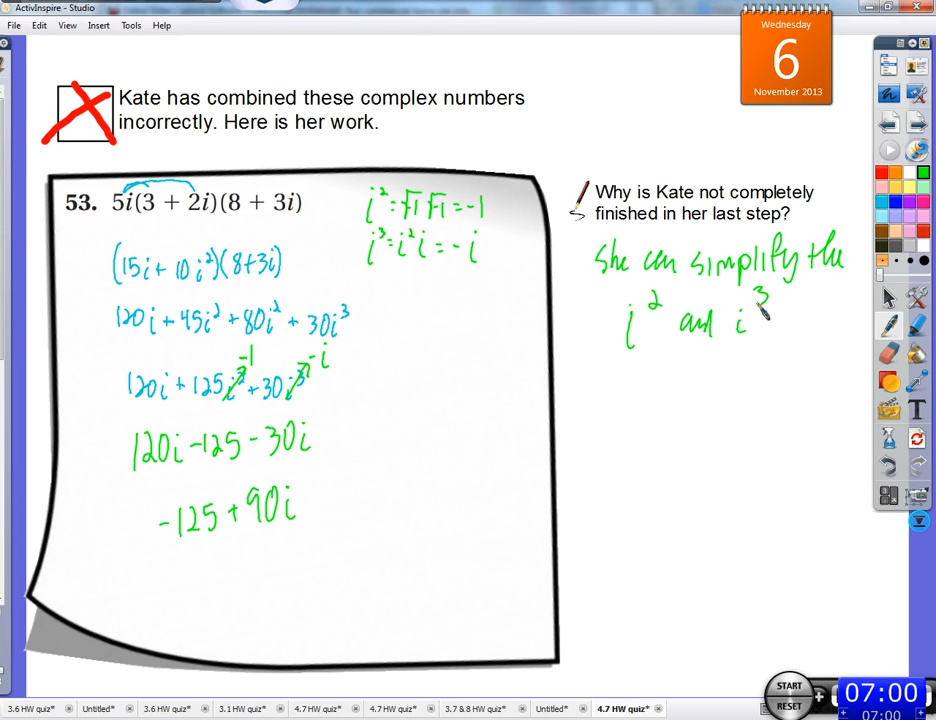 ActivInspire - Studio
File Edit View Insert Tools Help
Wednesday
6
November 2013
Kate has combined these complex numbers
incorrectly. Here is her work.
53. 5i(3 + 2i)(8 + 3i)
i² = √-1 √-1 = -1
i³ = i² i = -i
(15i + 10i²)(8+3i)
120i + 45i² + 80i² + 30i³
-1 -i
120i + 125i² + 30i³
120i - 125 - 30i
-125 + 90i
Why is Kate not completely
finished in her last step?
She can simplify the
i² and i³
START
RESET
07:00
07:00
3.6 HW quiz* Untitled* 3.6 HW quiz* 3.1 HW quiz* 4.7 HW quiz* 4.7 HW quiz* 3.7 & 4.8 HW quiz* Untitled* 4.7 HW quiz*